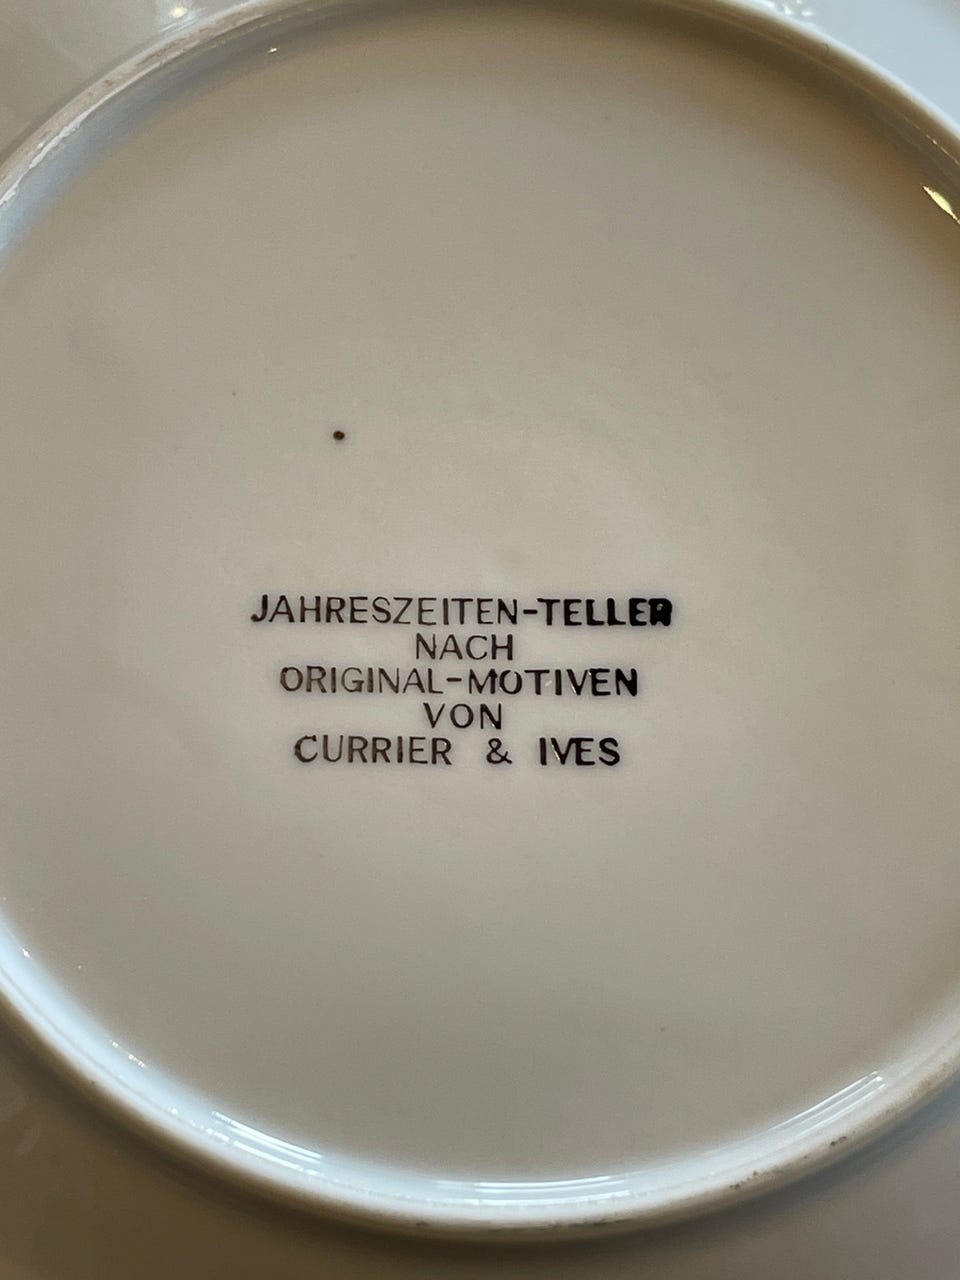 JAHRESZEITEN-TELLER
NACH
ORIGINAL-MOTIVEN
VON
CURRIER & IVES